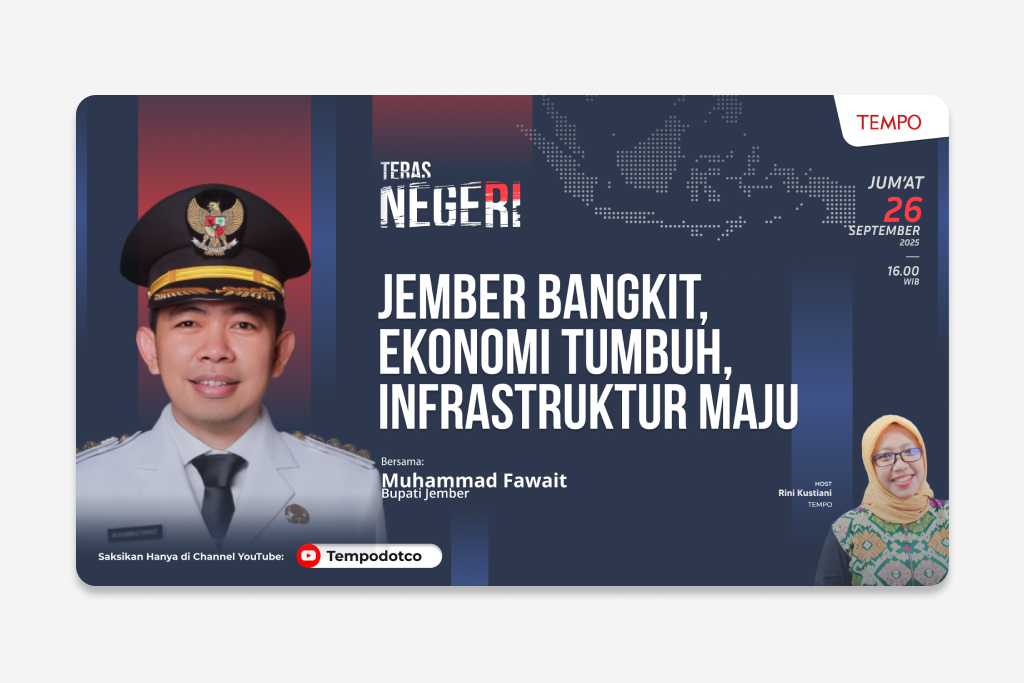 TEMPO
TERAS
NEGERI
JUM'AT
26
SEPTEMBER
2025
16.00
WIB
JEMBER BANGKIT,
EKONOMI TUMBUH,
INFRASTRUKTUR MAJU
Bersama:
Muhammad Fawait
Bupati Jember
HOST
Rini Kustiani
TEMPO
Saksikan Hanya di Channel YouTube:
Tempodotco